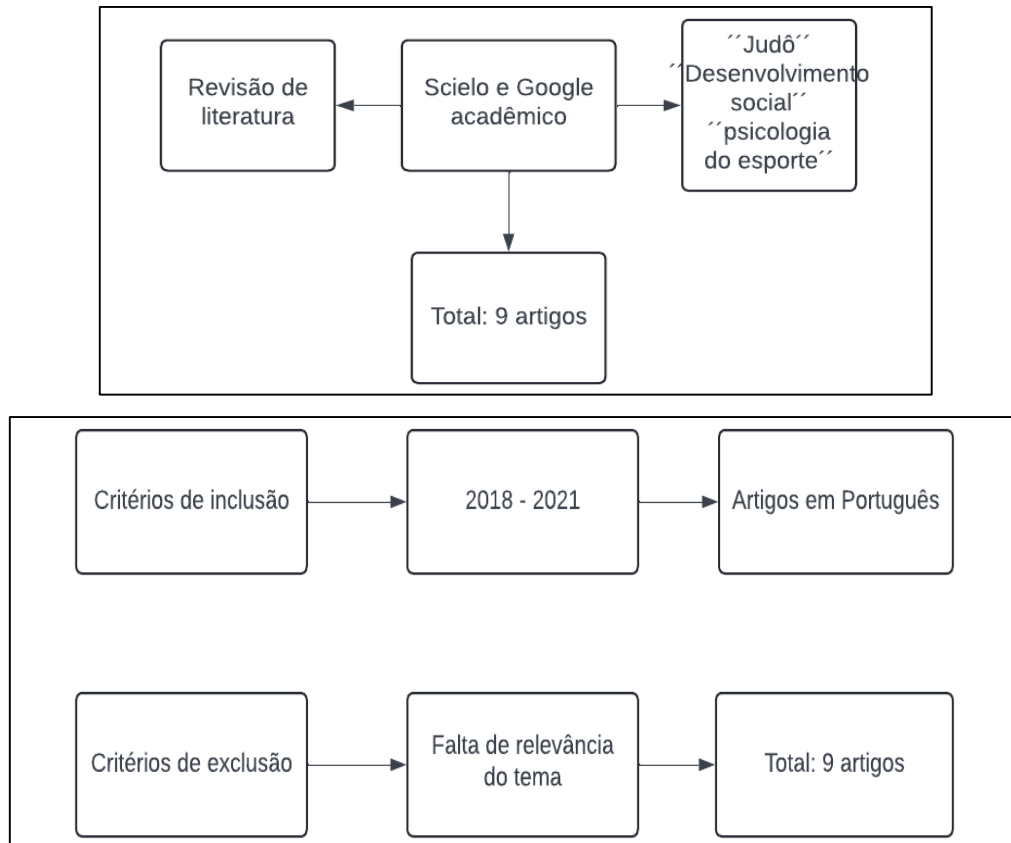 Revisão de
literatura
Scielo e Google
acadêmico
´´Judô´´
´´Desenvolvimento
social´´
´´psicologia
do esporte´´
Total: 9 artigos
Critérios de inclusão
2018 - 2021
Artigos em Português
Critérios de exclusão
Falta de relevância
do tema
Total: 9 artigos